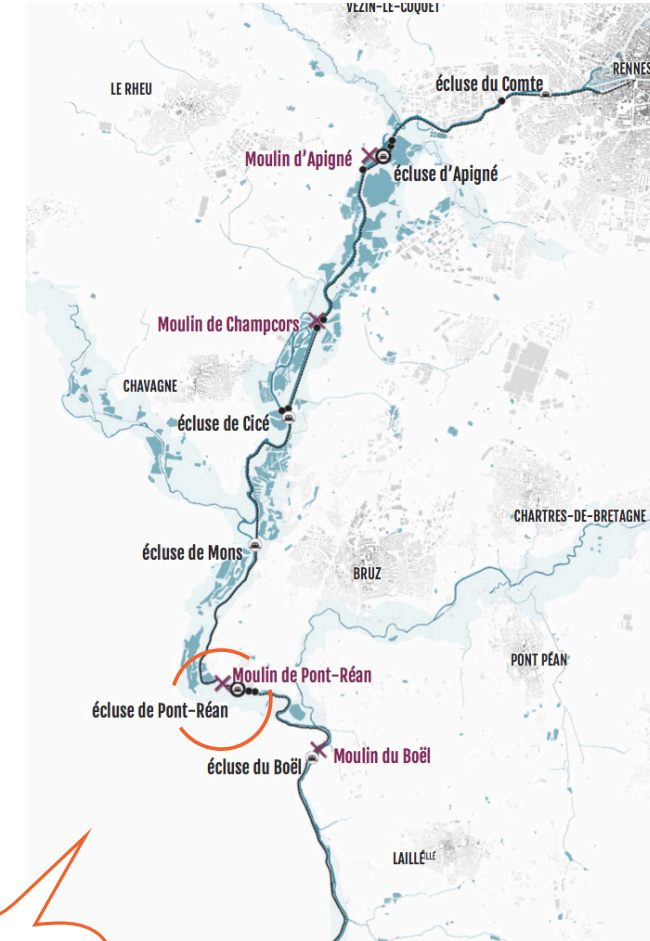 VEZIN-LE-COQUET
RENNES
écluse du Comte
LE RHEU
Moulin d'Apigné
écluse d'Apigné
Moulin de Champcors
CHAVAGNE
écluse de Cicé
CHARTRES-DE-BRETAGNE
écluse de Mons
BRUZ
PONT PÉAN
Moulin de Pont-Réan
écluse de Pont-Réan
Moulin du Boël
écluse du Boël
LAILLÉLLÉ